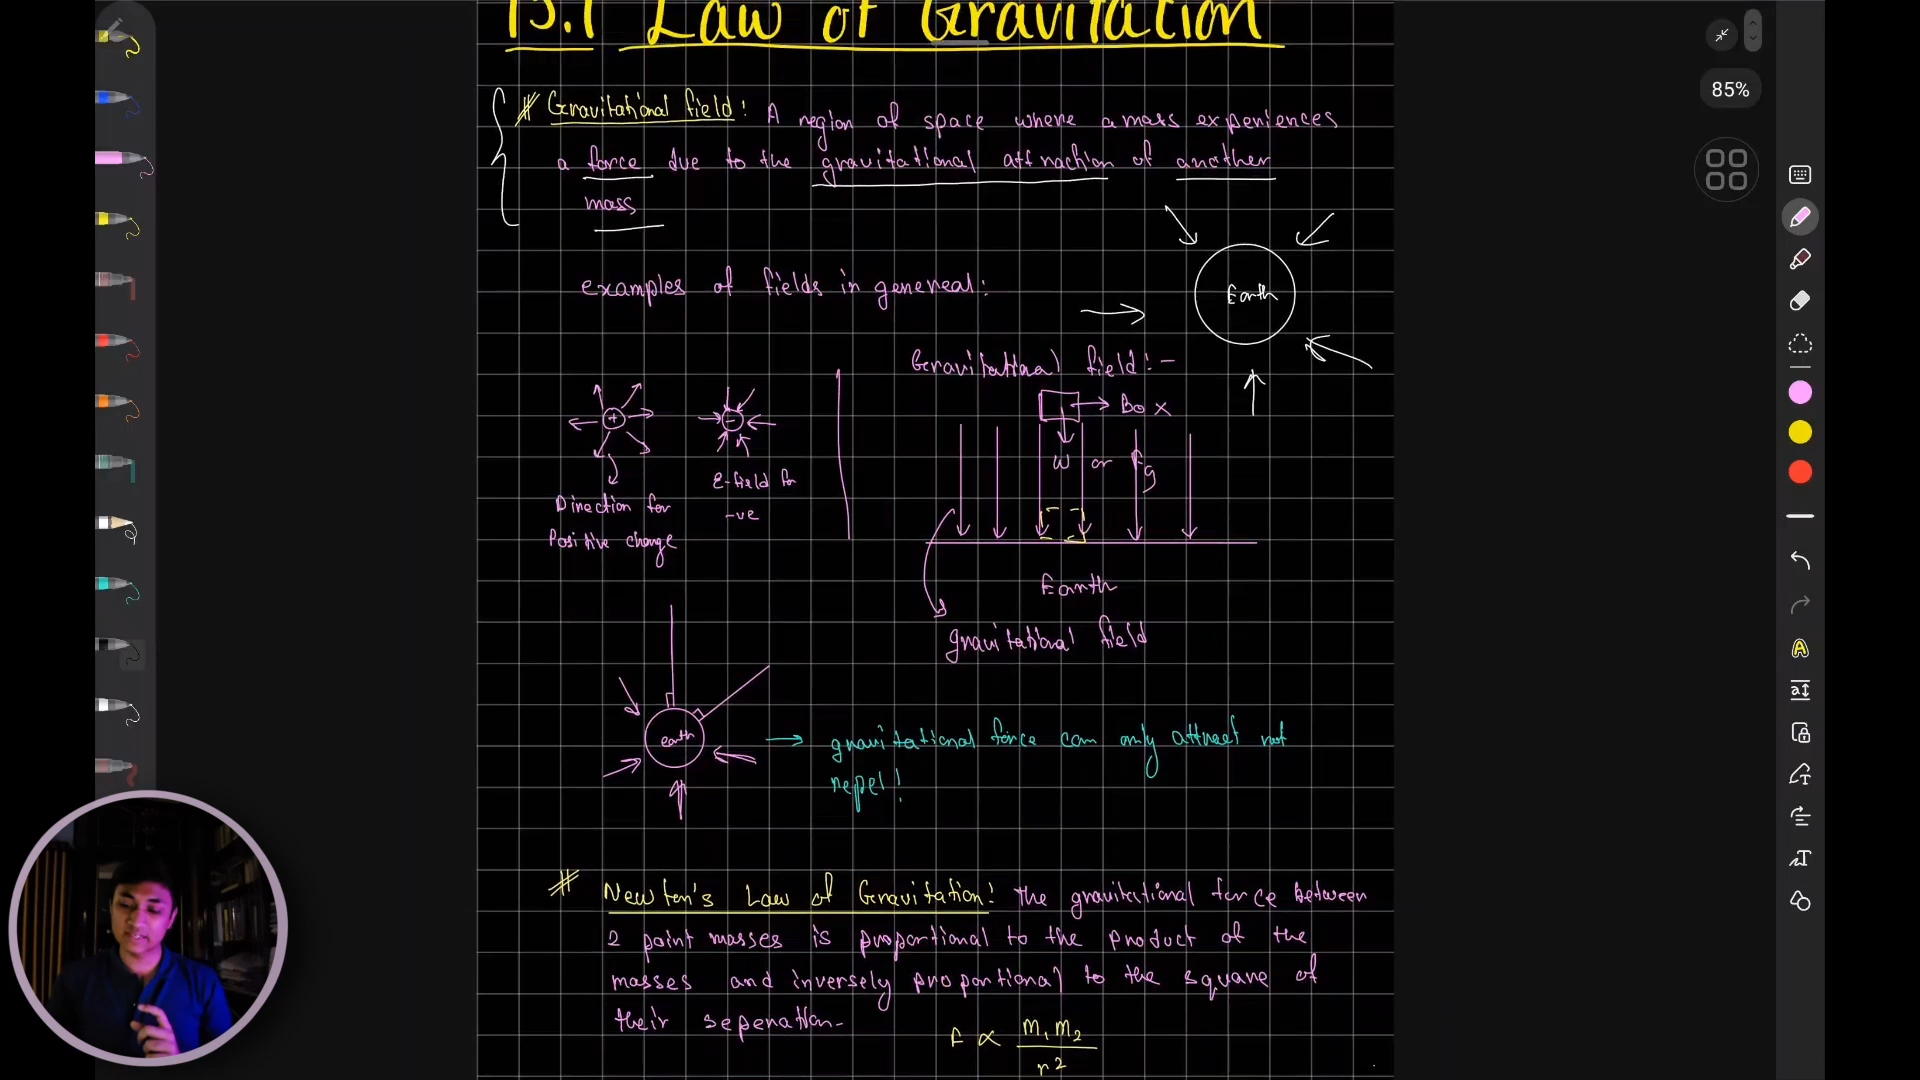 13.1 Law of Gravitation
85%
# Gravitational field: A region of space where a mass experiences
a force due to the gravitational attraction of another
mass
Earth
examples of fields in genereal:
Gravitational field:-
Box
+
-
W or Fg
E-field for
-ve
Direction for
Positive charge
Earth
gravitational field
earth
gravitational force can only attract not
repel!
# Newton's Law of Gravitation: The gravitational force between
2 point masses is proportional to the product of the
masses and inversely proportional to the square of
their seperation.
F ∝ m₁m₂
r²